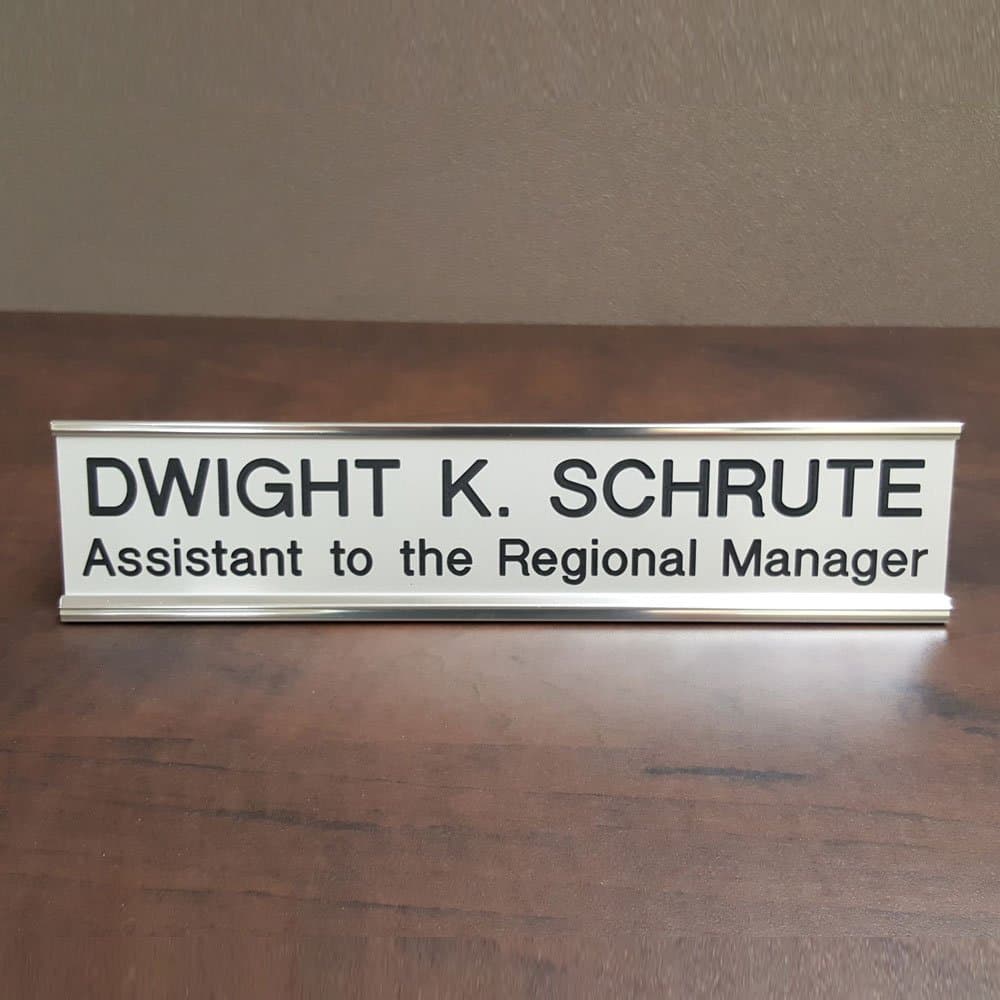 DWIGHT K. SCHRUTE
Assistant to the Regional Manager